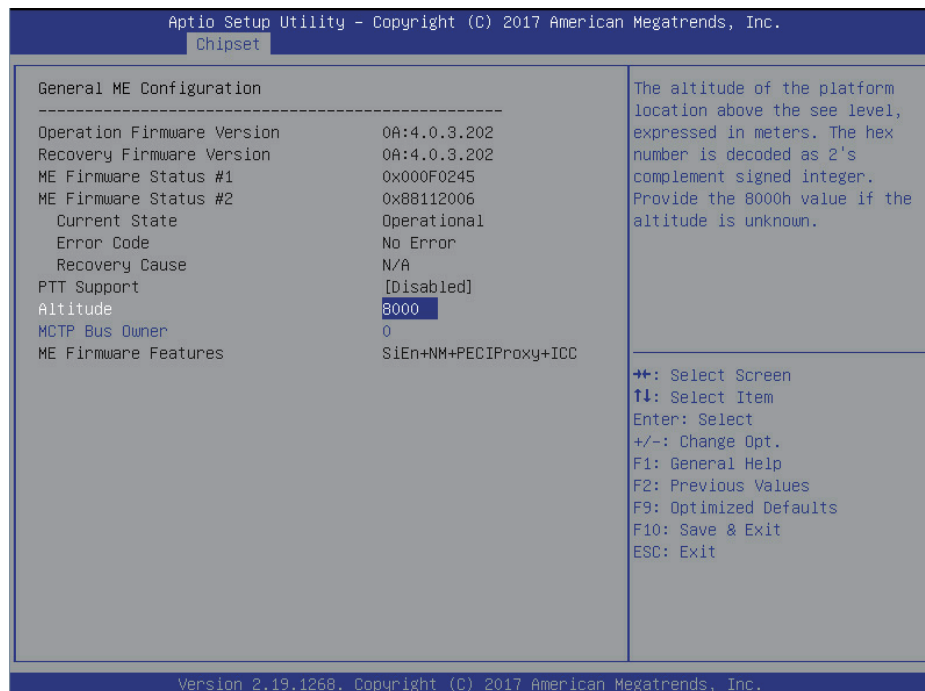 Aptio Setup Utility – Copyright (C) 2017 American Megatrends, Inc.
Chipset
General ME Configuration
--------------------------------------------------
Operation Firmware Version 0A:4.0.3.202
Recovery Firmware Version 0A:4.0.3.202
ME Firmware Status #1 0x000F0245
ME Firmware Status #2 0x88112006
Current State Operational
Error Code No Error
Recovery Cause N/A
PTT Support [Disabled]
Altitude 8000
MCTP Bus Owner 0
ME Firmware Features SiEn+NM+PECIProxy+ICC
The altitude of the platform
location above the see level,
expressed in meters. The hex
number is decoded as 2's
complement signed integer.
Provide the 8000h value if the
altitude is unknown.
→←: Select Screen
↑↓: Select Item
Enter: Select
+/-: Change Opt.
F1: General Help
F2: Previous Values
F9: Optimized Defaults
F10: Save & Exit
ESC: Exit
Version 2.19.1268. Copyright (C) 2017 American Megatrends, Inc.